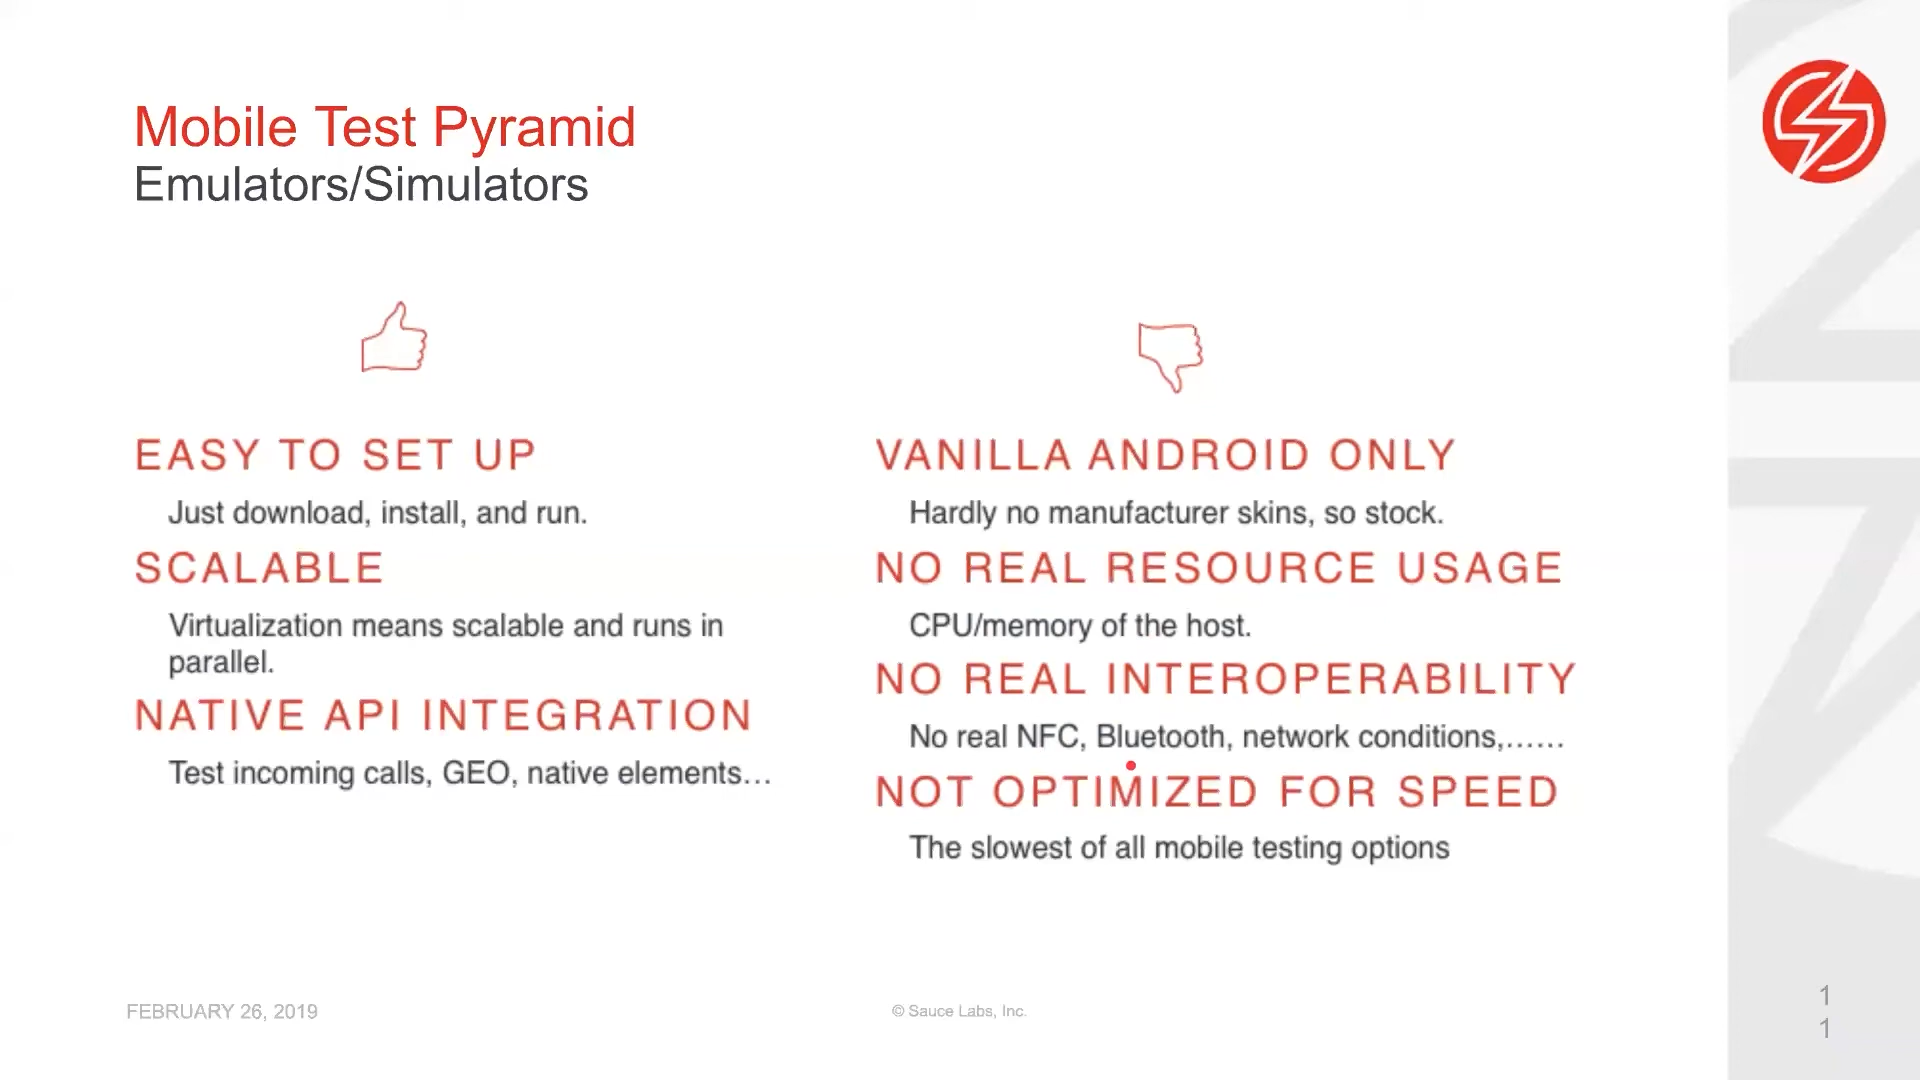 Mobile Test Pyramid
Emulators/Simulators
EASY TO SET UP
Just download, install, and run.
SCALABLE
Virtualization means scalable and runs in
parallel.
NATIVE API INTEGRATION
Test incoming calls, GEO, native elements…
VANILLA ANDROID ONLY
Hardly no manufacturer skins, so stock.
NO REAL RESOURCE USAGE
CPU/memory of the host.
NO REAL INTEROPERABILITY
No real NFC, Bluetooth, network conditions,……
NOT OPTIMIZED FOR SPEED
The slowest of all mobile testing options
FEBRUARY 26, 2019
© Sauce Labs, Inc.
1
1